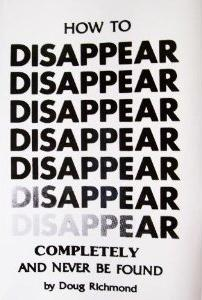 HOW TO
DISAPPEAR
DISAPPEAR
DISAPPEAR
DISAPPEAR
DISAPPEAR
DISAPPEAR
DISAPPEAR
COMPLETELY
AND NEVER BE FOUND
by Doug Richmond